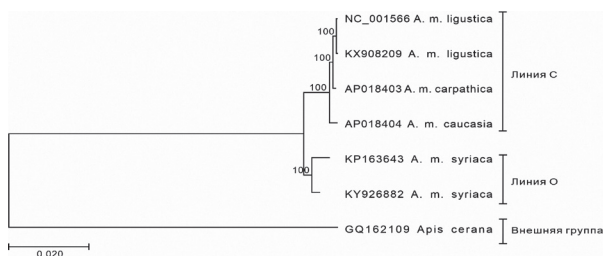 100
NC_001566 A. m. ligustica
100
KX908209 A. m. ligustica
100
AP018403 A. m. carpathica
Линия С
AP018404 A. m. caucasia
100
KP163643 A. m. syriaca
KY926882 A. m. syriaca
Линия О
GQ162109 Apis cerana
Внешняя группа
0.020